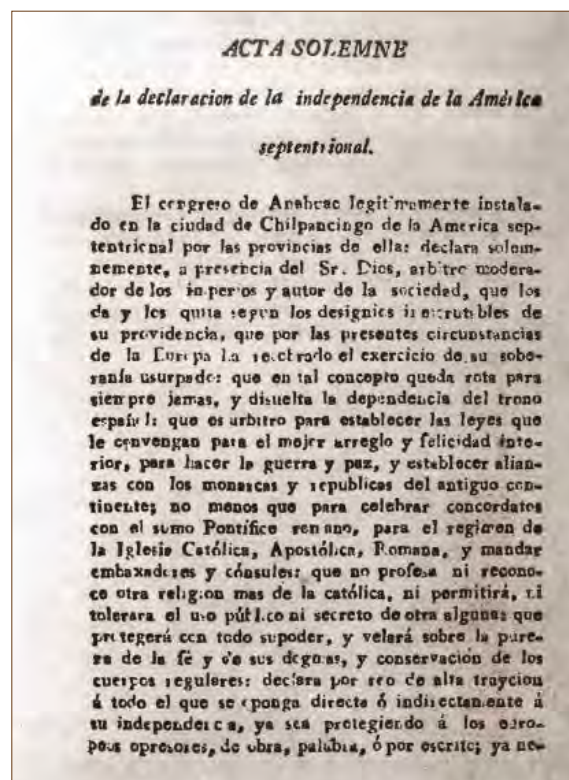 ACTA SOLEMNE
de la declaracion de la independencia de la América
septentrional.
El congreso de Anahuac legitimamente instala-
do en la ciudad de Chilpancingo de la America sep-
tentrional por las provincias de ella: declara solem-
nemente, a presencia del Sr. Dios, arbitro modera-
dor de los imperios y autor de la sociedad, que los
da y los quita segun los designios inescrutables de
su providencia, que por las presentes circunstancias
de la Europa ha recobrado el exercicio de su sobe-
ranía usurpado: que en tal concepto queda rota para
siempre jamas, y disuelta la dependencia del trono
español: que es arbitro para establecer las leyes que
le convengan para el mejor arreglo y felicidad inte-
rior, para hacer la guerra y paz, y establecer alian-
zas con los monarcas y republicas del antiguo con-
tinente; no menos que para celebrar concordatos
con el sumo Pontífice romano, para el regimen de
la Iglesia Católica, Apostólica, Romana, y mandar
embaxadores y cónsules: que no profesa ni recono-
ce otra religion mas de la católica, ni permitirá, ni
tolerara el uso público ni secreto de otra alguna: que
protegerá con todo su poder, y velará sobre la pure-
za de la fé y de sus dogmas, y conservacion de los
cuerpos regulares: declara por reo de alta traycion
á todo el que se oponga directa ó indirectamente á
su independencia, ya sea protegiendo á los euro-
peos opresores, de obra, palabra, ó por escrito; ya ne-